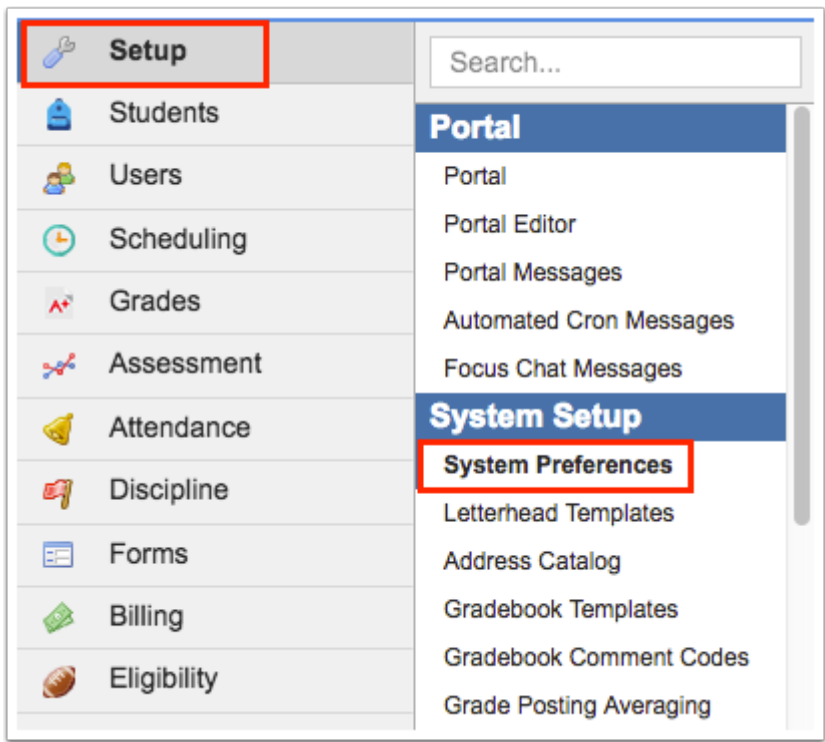 Setup
Students
Users
Scheduling
A+ Grades
Assessment
Attendance
Discipline
Forms
Billing
Eligibility
Search...
Portal
Portal
Portal Editor
Portal Messages
Automated Cron Messages
Focus Chat Messages
System Setup
System Preferences
Letterhead Templates
Address Catalog
Gradebook Templates
Gradebook Comment Codes
Grade Posting Averaging